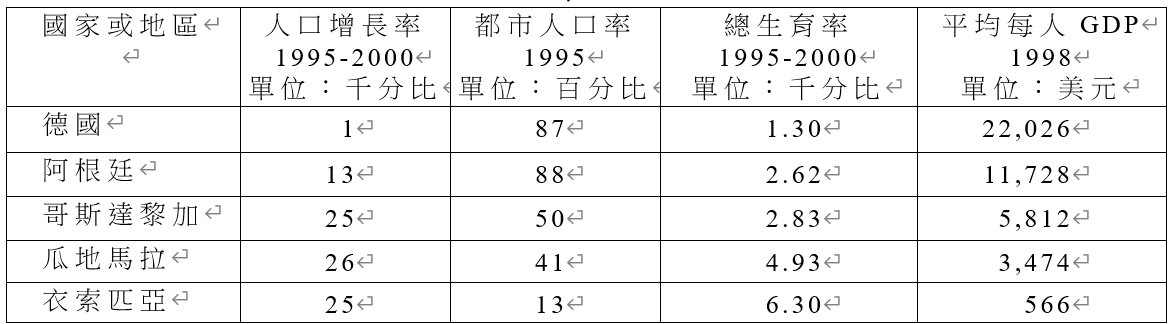 國家或地區 人口增長率 都市人口率 總生育率 平均每人 GDP
1995-2000 1995 1995-2000 1998
單位：千分比 單位：百分比 單位：千分比 單位：美元
德國 1 87 1.30 22,026
阿根廷 13 88 2.62 11,728
哥斯達黎加 25 50 2.83 5,812
瓜地馬拉 26 41 4.93 3,474
衣索匹亞 25 13 6.30 566